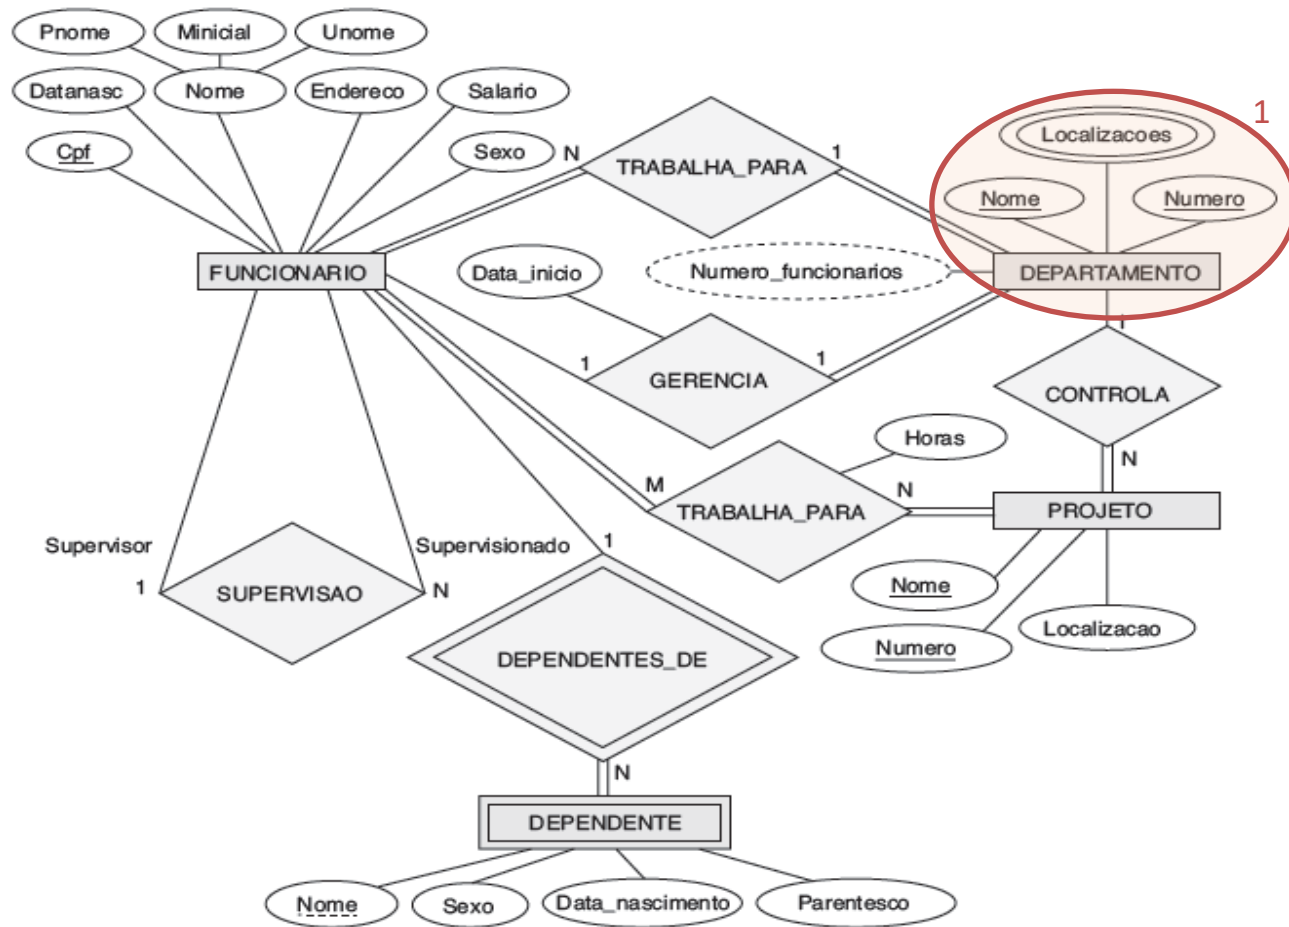 Pnome
Minicial
Unome
Datanasc
Nome
Endereco
Salario
1
Localizacoes
Cpf
Sexo
N
TRABALHA_PARA
1
Nome
Numero
FUNCIONARIO
Data_inicio
Numero_funcionarios
DEPARTAMENTO
1
1
GERENCIA
1
CONTROLA
Horas
M
TRABALHA_PARA
N
N
PROJETO
Supervisor
Supervisionado
1
1
SUPERVISAO
N
Nome
Numero
Localizacao
DEPENDENTES_DE
N
DEPENDENTE
Nome
Sexo
Data_nascimento
Parentesco